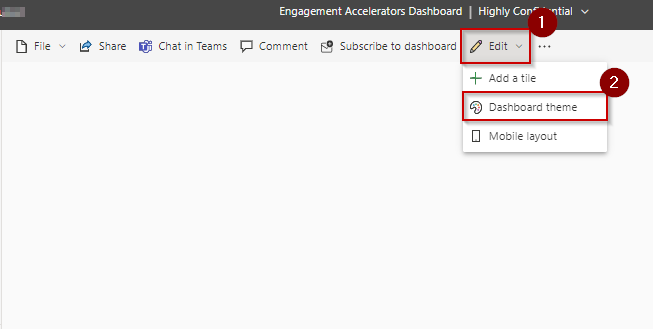 Engagement Accelerators Dashboard | Highly Confidential
1
File Share Chat in Teams Comment Subscribe to dashboard Edit ...
Add a tile
2
Dashboard theme
Mobile layout